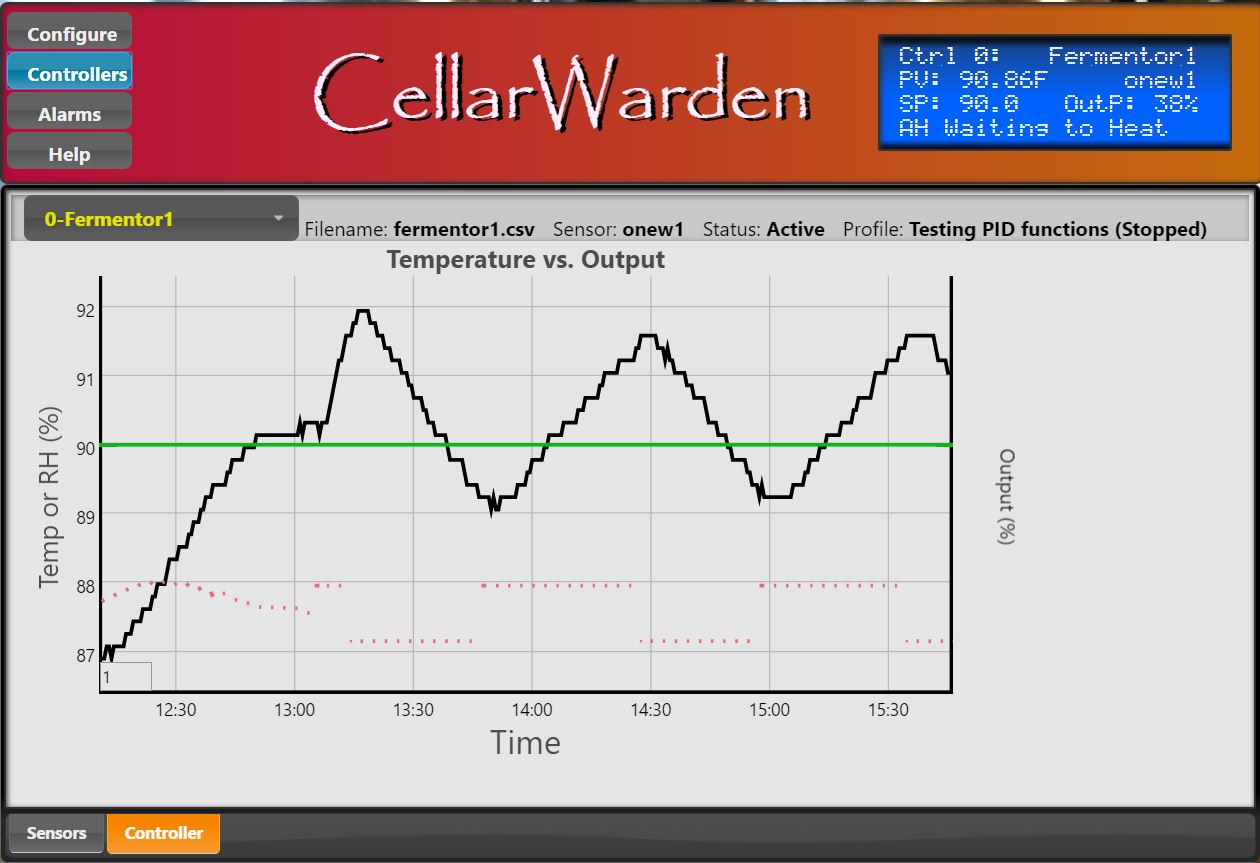 Configure
Controllers
Alarms
Help
CellarWarden
Ctrl 0: Fermentor1
PV: 90.86F onew1
SP: 90.0 OutP: 38%
AH Waiting to Heat
0-Fermentor1
Filename: fermentor1.csv Sensor: onew1 Status: Active Profile: Testing PID functions (Stopped)
Temperature vs. Output
Temp or RH (%)
92
91
90
89
88
87
1
Output (%)
12:30 13:00 13:30 14:00 14:30 15:00 15:30
Time
Sensors Controller